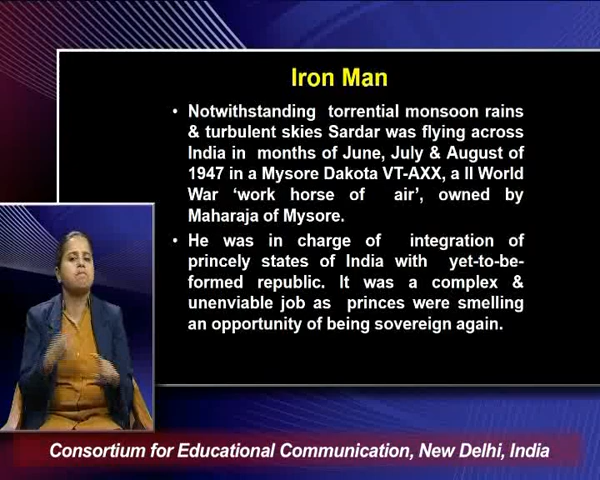 Iron Man
• Notwithstanding torrential monsoon rains
& turbulent skies Sardar was flying across
India in months of June, July & August of
1947 in a Mysore Dakota VT-AXX, a II World
War ‘work horse of air’, owned by
Maharaja of Mysore.
• He was in charge of integration of
princely states of India with yet-to-be-
formed republic. It was a complex &
unenviable job as princes were smelling
an opportunity of being sovereign again.
Consortium for Educational Communication, New Delhi, India